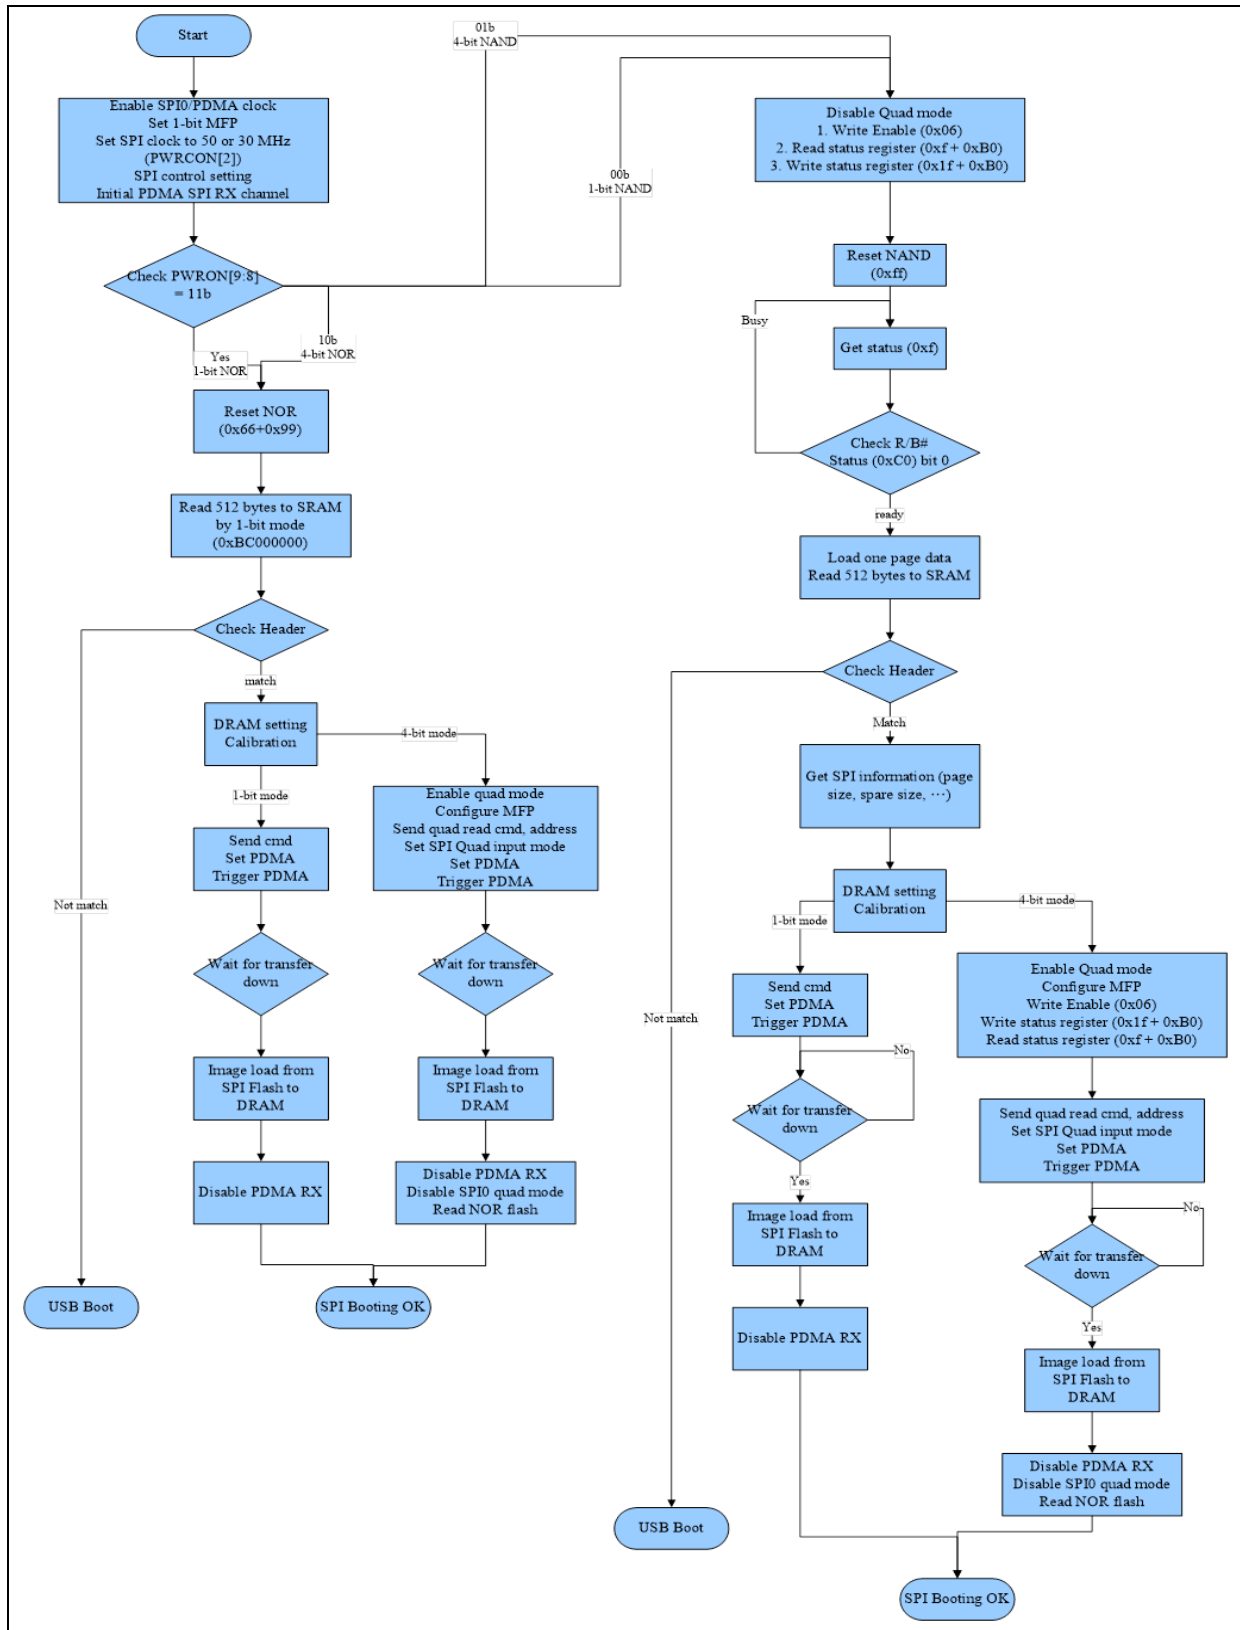 Start
Enable SPI0/PDMA clock
Set 1-bit MFP
Set SPI clock to 50 or 30 MHz
(PWRCON[2])
SPI control setting
Initial PDMA SPI RX channel
Check PWRON[9:8]
= 11b
Yes
1-bit NOR
10b
4-bit NOR
01b
4-bit NAND
00b
1-bit NAND
Reset NOR
(0x66+0x99)
Read 512 bytes to SRAM
by 1-bit mode
(0xBC000000)
Check Header
match
Not match
DRAM setting
Calibration
4-bit mode
1-bit mode
Send cmd
Set PDMA
Trigger PDMA
Wait for transfer
down
Image load from
SPI Flash to
DRAM
Disable PDMA RX
Enable quad mode
Configure MFP
Send quad read cmd, address
Set SPI Quad input mode
Set PDMA
Trigger PDMA
Wait for transfer
down
Image load from
SPI Flash to
DRAM
Disable PDMA RX
Disable SPI0 quad mode
Read NOR flash
USB Boot
SPI Booting OK
Disable Quad mode
1. Write Enable (0x06)
2. Read status register (0xf + 0xB0)
3. Write status register (0x1f + 0xB0)
Reset NAND
(0xff)
Busy
Get status (0xf)
Check R/B#
Status (0xC0) bit 0
ready
Load one page data
Read 512 bytes to SRAM
Check Header
Match
Not match
Get SPI information (page
size, spare size, ⋯)
DRAM setting
Calibration
1-bit mode
4-bit mode
Send cmd
Set PDMA
Trigger PDMA
No
Wait for transfer
down
Yes
Image load from
SPI Flash to
DRAM
Disable PDMA RX
Enable Quad mode
Configure MFP
Write Enable (0x06)
Write status register (0x1f + 0xB0)
Read status register (0xf + 0xB0)
Send quad read cmd, address
Set SPI Quad input mode
Set PDMA
Trigger PDMA
No
Wait for transfer
down
Yes
Image load from
SPI Flash to
DRAM
Disable PDMA RX
Disable SPI0 quad mode
Read NOR flash
USB Boot
SPI Booting OK